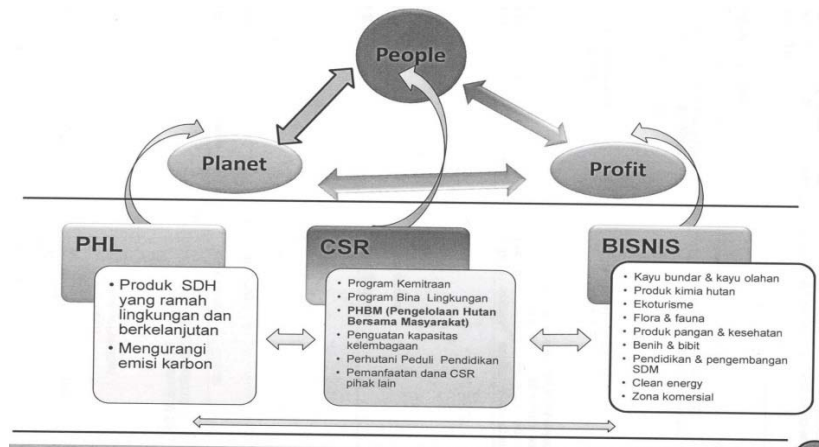 People
Planet
Profit
PHL
• Produk SDH
yang ramah
lingkungan dan
berkelanjutan
• Mengurangi
emisi karbon
CSR
• Program Kemitraan
• Program Bina Lingkungan
• PHBM (Pengelolaan Hutan
Bersama Masyarakat)
• Penguatan kapasitas
kelembagaan
• Perhutani Peduli Pendidikan
• Pemanfaatan dana CSR
pihak lain
BISNIS
• Kayu bundar & kayu olahan
• Produk kimia hutan
• Ekoturisme
• Flora & fauna
• Produk pangan & kesehatan
• Benih & bibit
• Pendidikan & pengembangan
SDM
• Clean energy
• Zona komersial